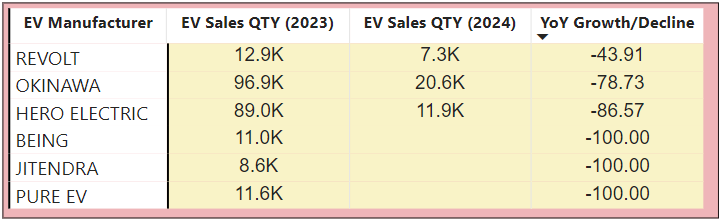 EV Manufacturer EV Sales QTY (2023) EV Sales QTY (2024) YoY Growth/Decline
REVOLT 12.9K 7.3K -43.91
OKINAWA 96.9K 20.6K -78.73
HERO ELECTRIC 89.0K 11.9K -86.57
BEING 11.0K -100.00
JITENDRA 8.6K -100.00
PURE EV 11.6K -100.00